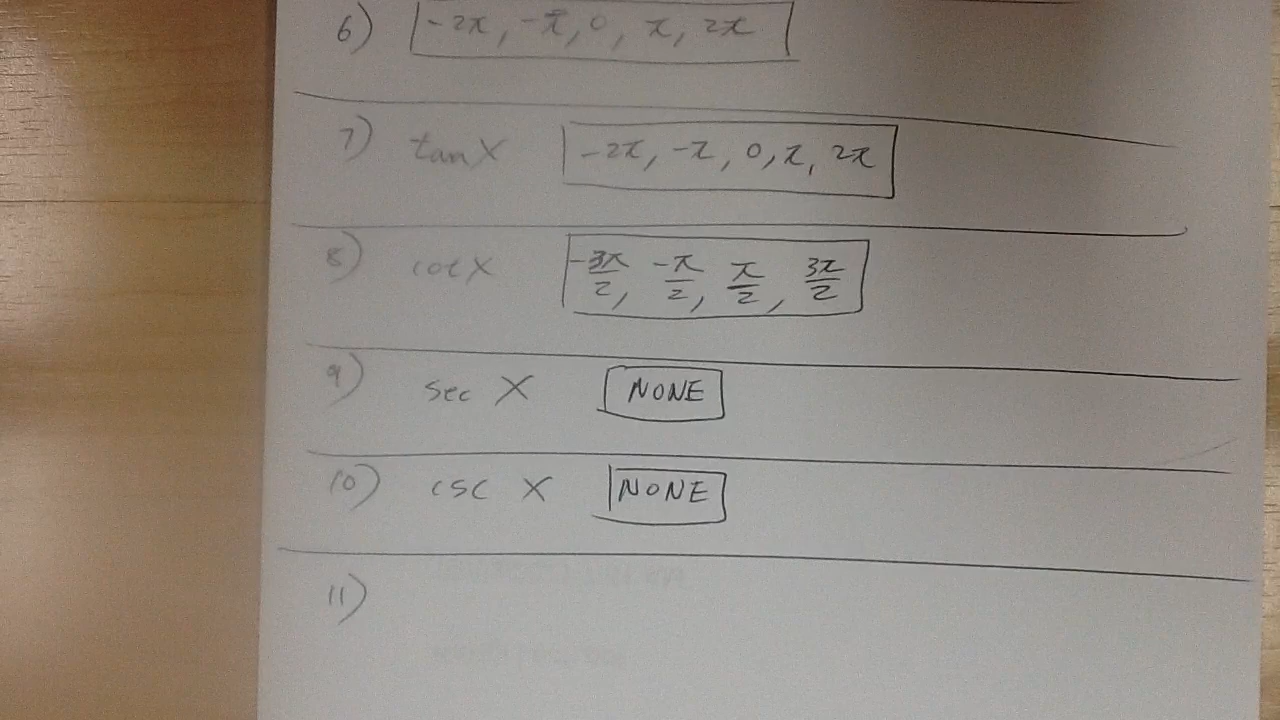 6) -2π, -π, 0, π, 2π
7) tan X -2π, -π, 0, π, 2π
8) cot X -3π/2, -π/2, π/2, 3π/2
9) sec X NONE
10) csc X NONE
11)